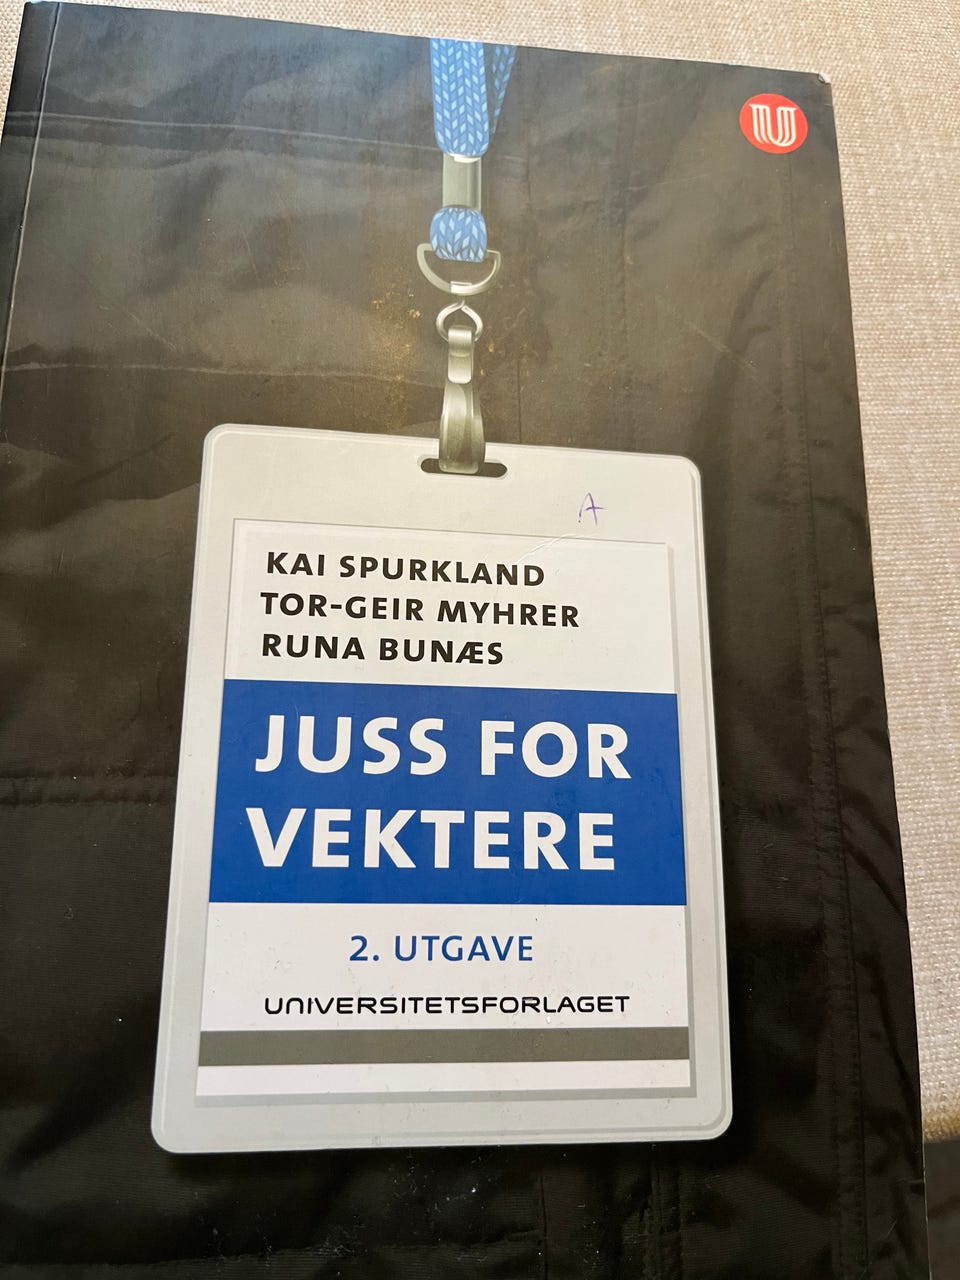 U
A
KAI SPURKLAND
TOR-GEIR MYHRER
RUNA BUNÆS
JUSS FOR
VEKTERE
2. UTGAVE
UNIVERSITETSFORLAGET